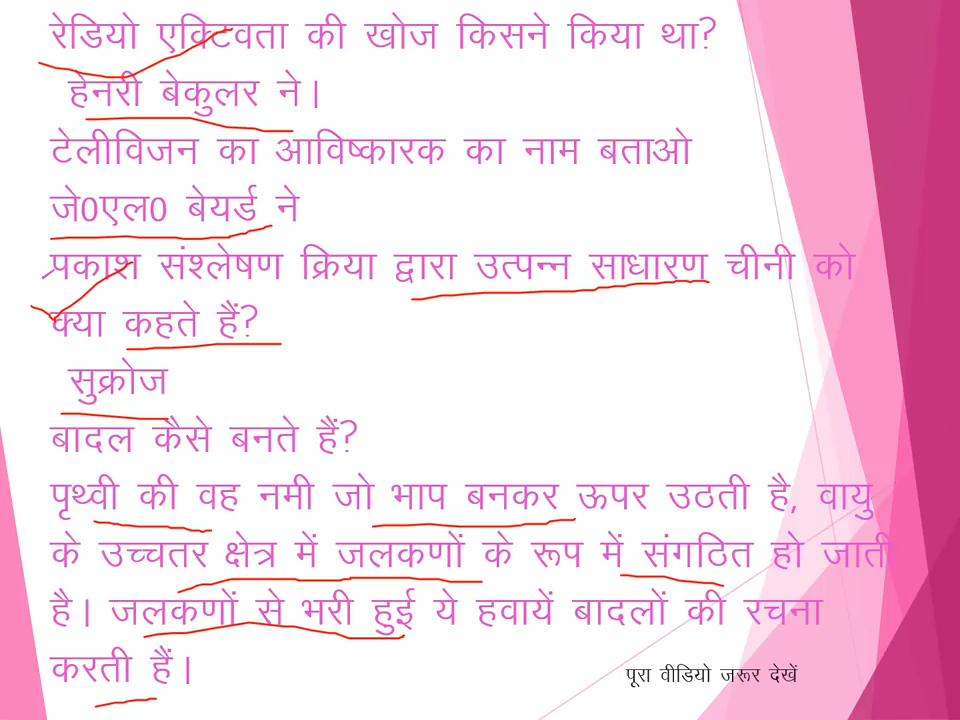 रेडियो एक्टिवता की खोज किसने किया था?
हेनरी बेकुलर ने।
टेलीविजन का आविष्कारक का नाम बताओ
जे0एल0 बेयर्ड ने
प्रकाश संश्लेषण क्रिया द्वारा उत्पन्न साधारण चीनी को
क्या कहते हैं?
सुक्रोज
बादल कैसे बनते हैं?
पृथ्वी की वह नमी जो भाप बनकर ऊपर उठती है, वायु
के उच्चतर क्षेत्र में जलकणों के रूप में संगठित हो जाती
है। जलकणों से भरी हुई ये हवायें बादलों की रचना
करती हैं।
पूरा वीडियो जरूर देखें